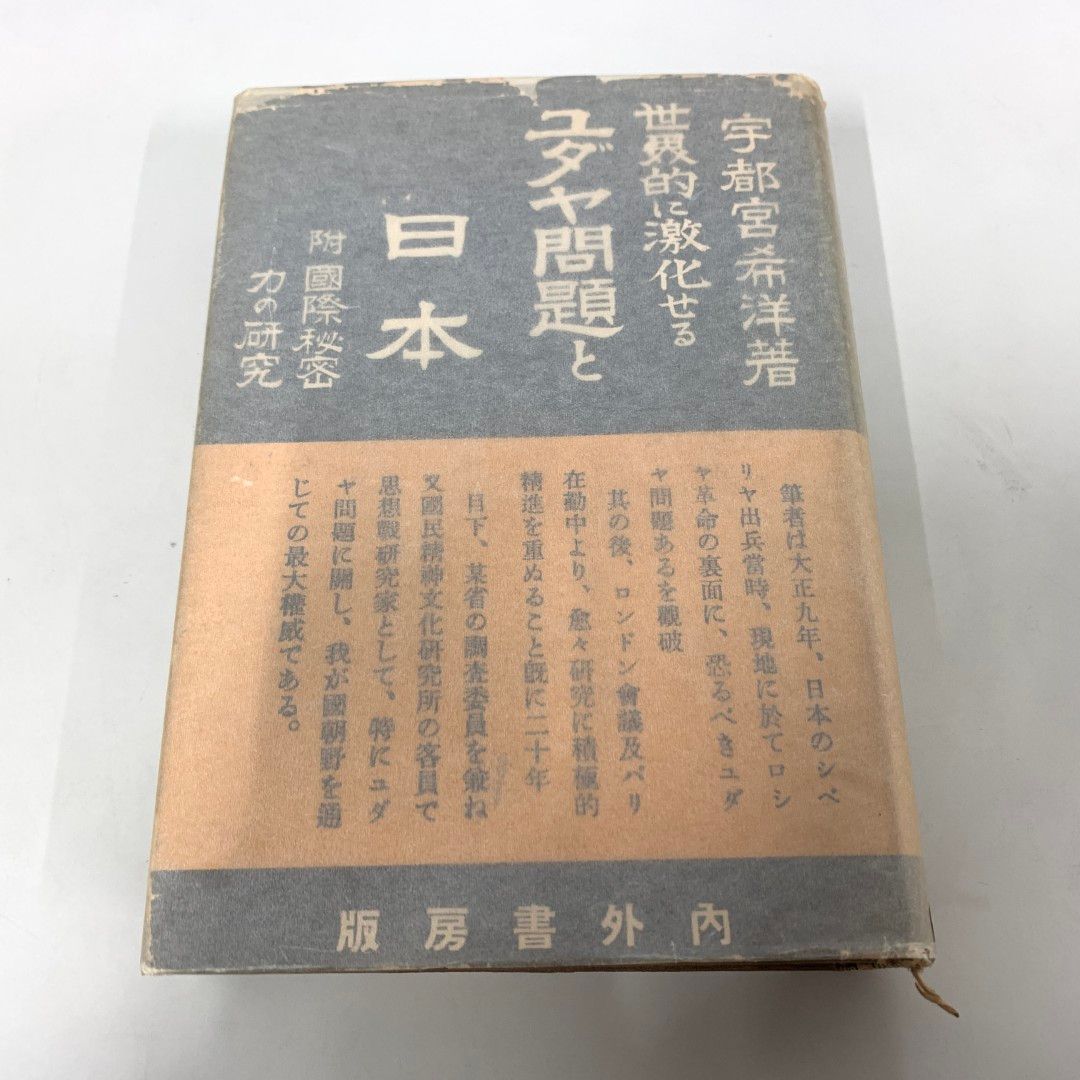 宇都宮希洋著
世界的に激化せる
ユダヤ問題と
日本
附 國際秘密
力の研究
筆者は大正九年、日本のシベ
リヤ出兵當時、現地に於てロシ
ヤ革命の裏面に、恐るべきユダ
ヤ問題あるを觀破
其の後、ロンドン會議及パリ
在勤中より、愈々研究に積極的
精進を重ぬること既に二十年
目下、某省の調査委員を兼ね
又國民精神文化研究所の客員で
思想戰研究家として、特にユダ
ヤ問題に關し、我が國朝野を通
じての最大權威である。
版房書外內